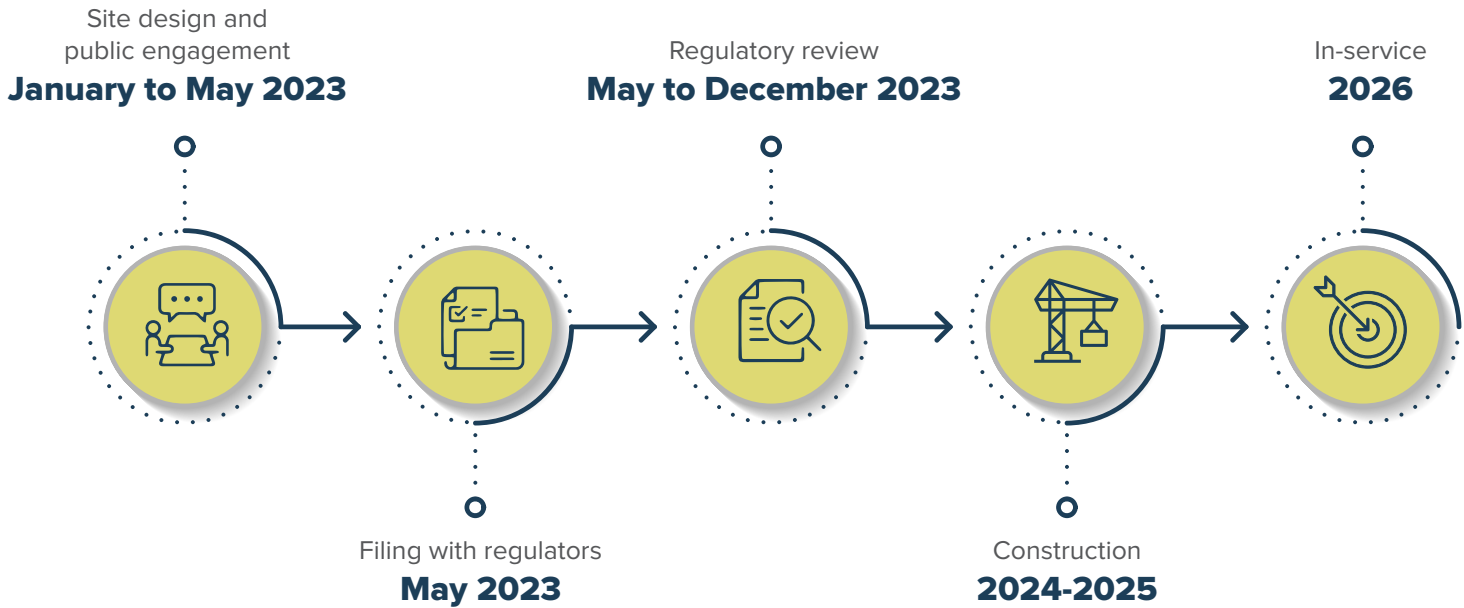 Site design and
public engagement
January to May 2023
Filing with regulators
May 2023
Regulatory review
May to December 2023
Construction
2024-2025
In-service
2026